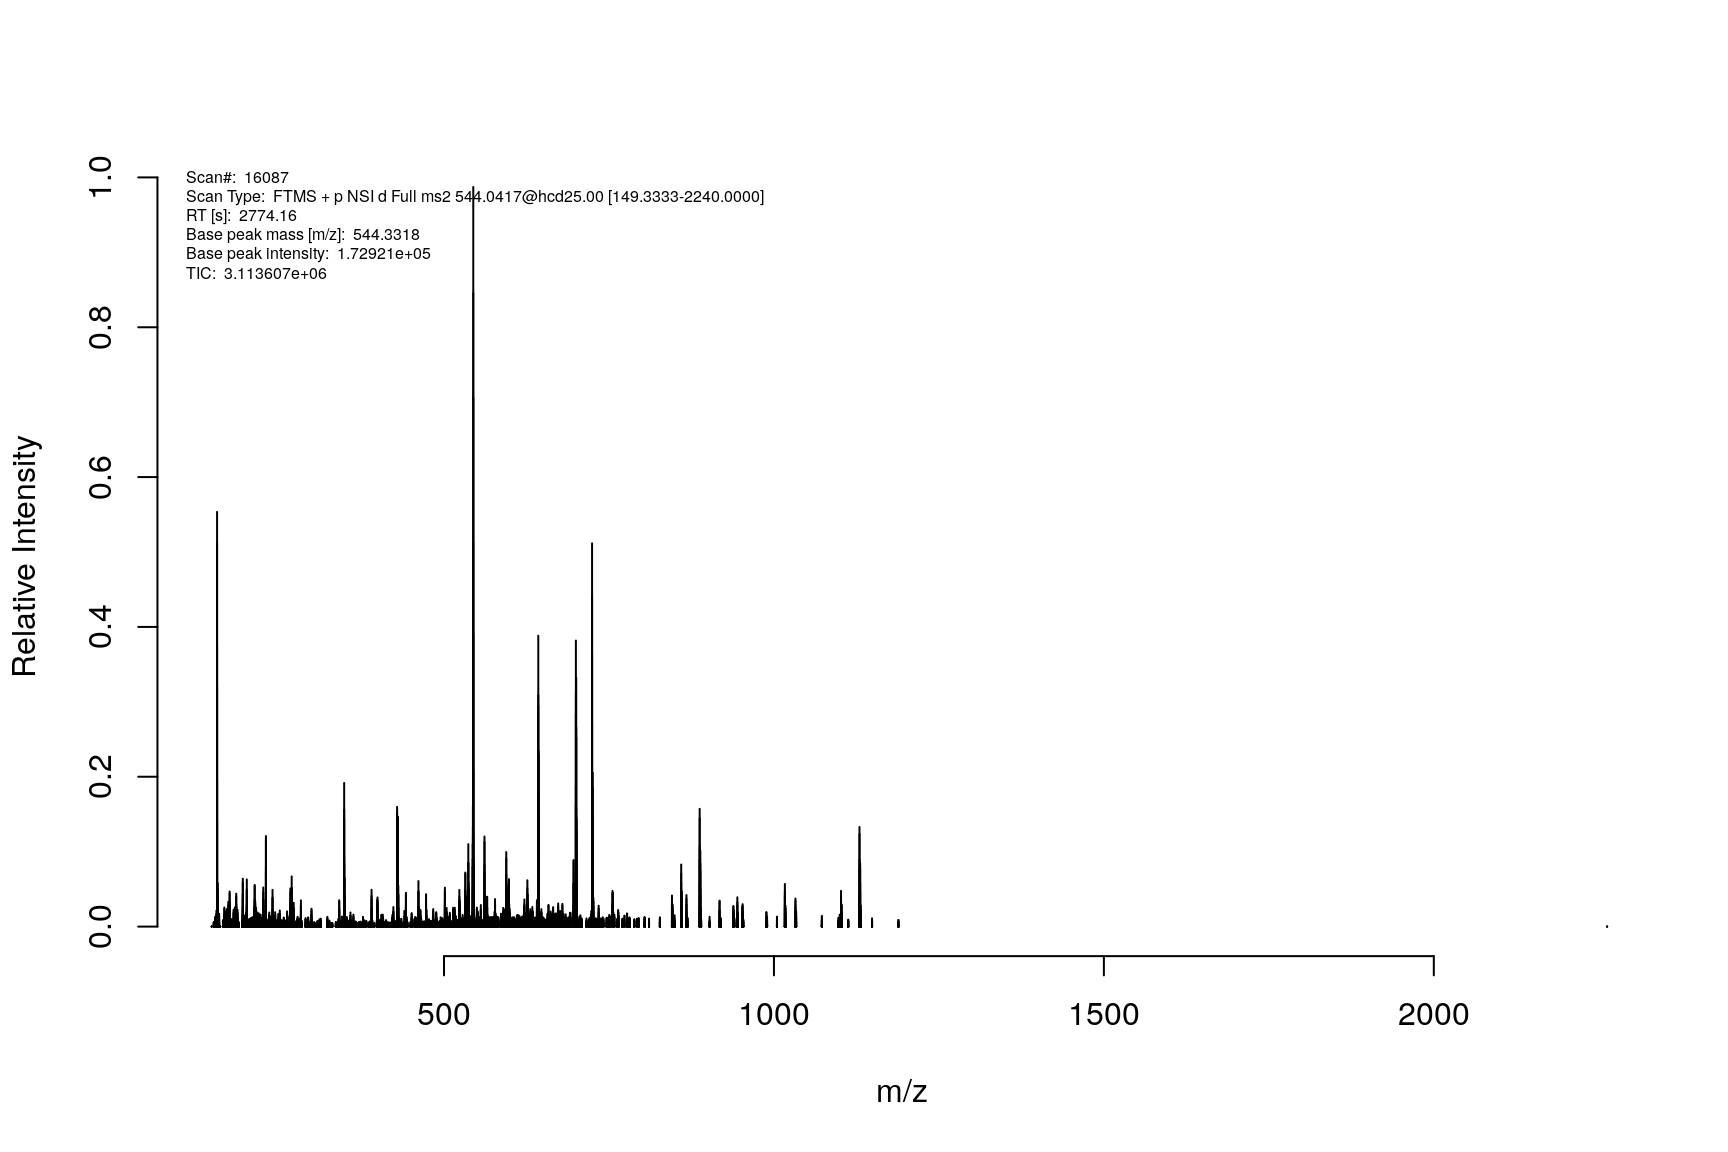 Scan#: 16087
Scan Type: FTMS + p NSI d Full ms2 544.0417@hcd25.00 [149.3333-2240.0000]
RT [s]: 2774.16
Base peak mass [m/z]: 544.3318
Base peak intensity: 1.72921e+05
TIC: 3.113607e+06
1.0
0.8
0.6
0.4
0.2
0.0
Relative Intensity
500 1000 1500 2000
m/z